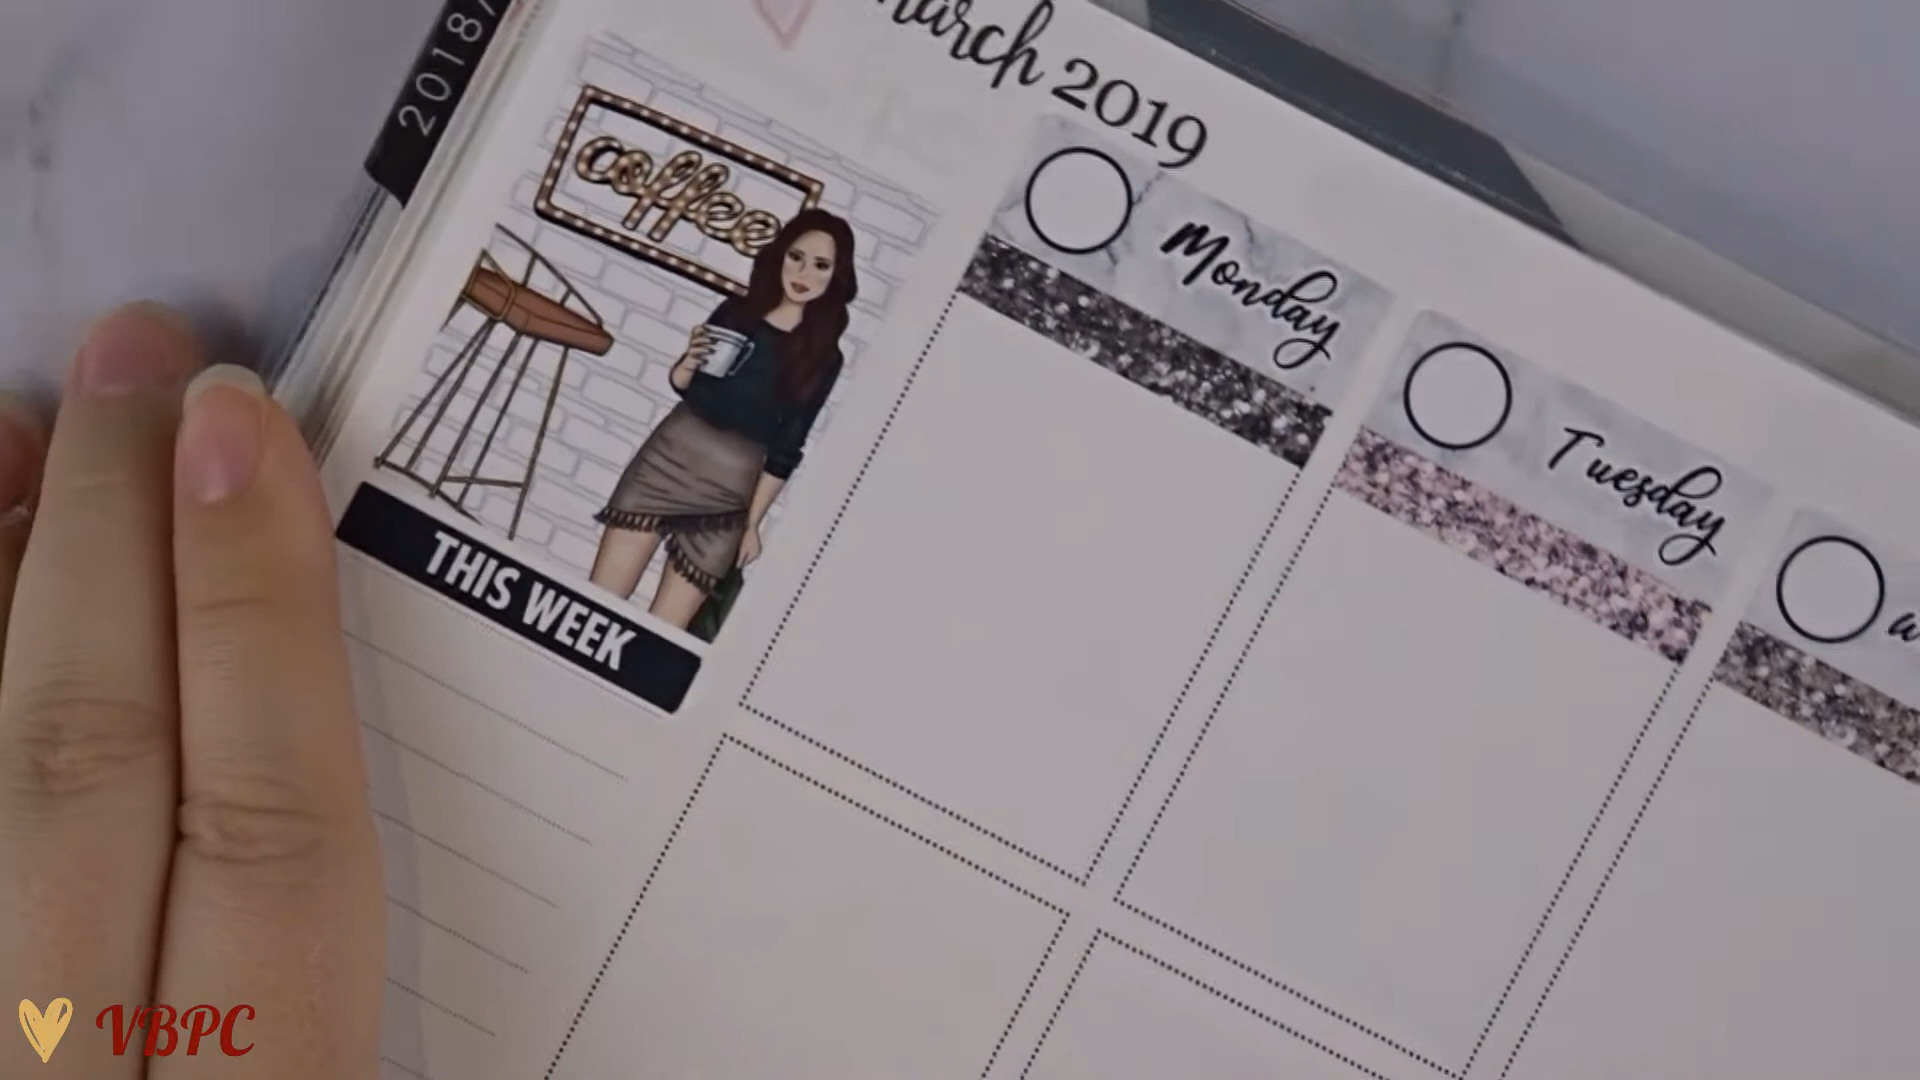 2018/
March 2019
coffee
THIS WEEK
Monday
Tuesday
VBPC